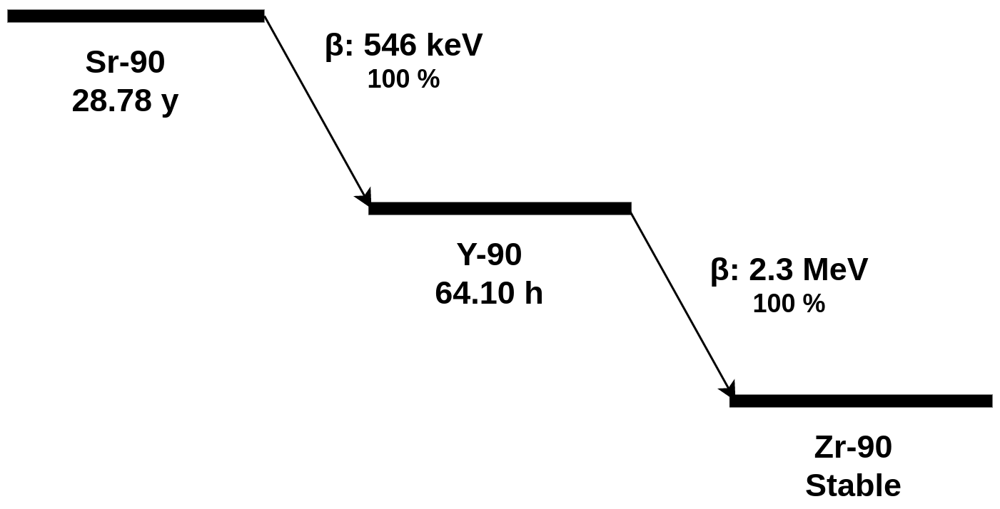 Sr-90
28.78 y
β: 546 keV
100 %
Y-90
64.10 h
β: 2.3 MeV
100 %
Zr-90
Stable